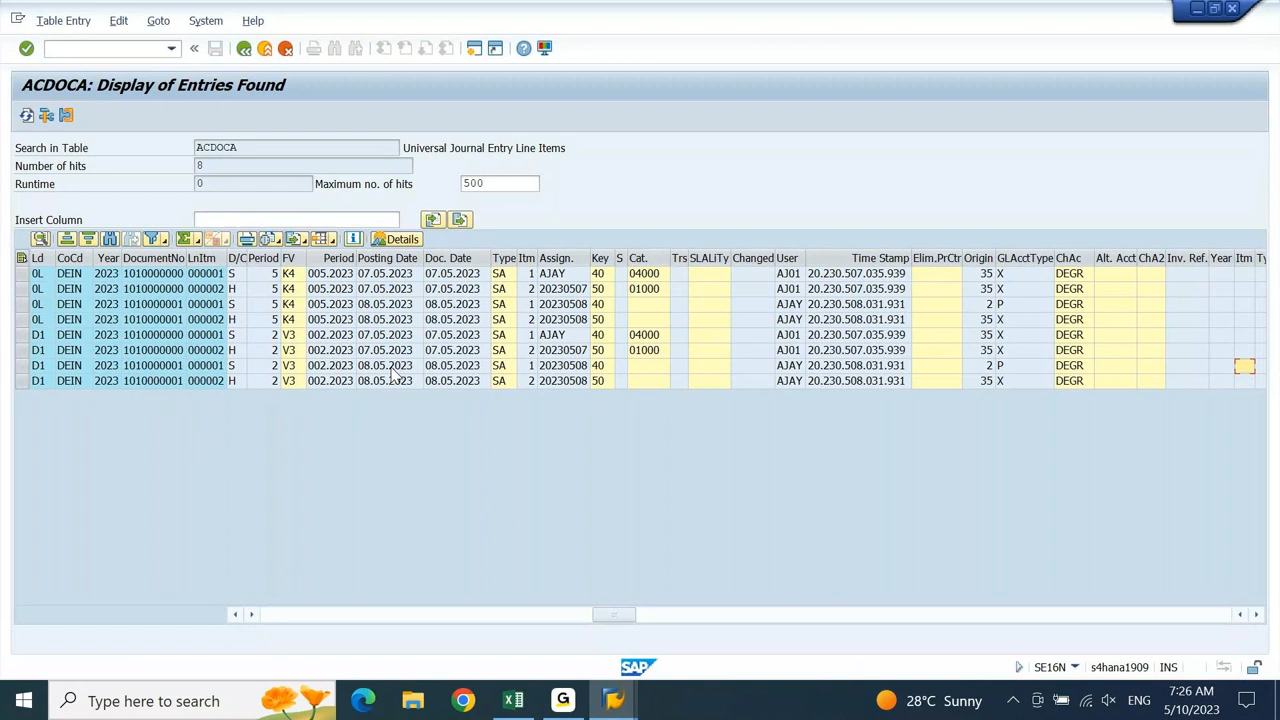 Table Entry Edit Goto System Help
ACDOCA: Display of Entries Found
Search in Table ACDOCA Universal Journal Entry Line Items
Number of hits 8
Runtime 0 Maximum no. of hits 500
Insert Column
Details
Ld CoCd Year DocumentNo LnItm D/C Period FV Period Posting Date Doc. Date Type Itm Assign. Key S Cat. Trs SLALiTy Changed User Time Stamp Elim.PrCtr Origin GLAcctType ChAc Alt. Acct ChA2 Inv. Ref. Year Itm Ty
0L DEIN 2023 1010000000 000001 S 5 K4 005.2023 07.05.2023 07.05.2023 SA 1 AJAY 40 04000 AJ01 20.230.507.035.939 35 X DEGR
0L DEIN 2023 1010000000 000002 H 5 K4 005.2023 07.05.2023 07.05.2023 SA 2 20230507 50 01000 AJ01 20.230.507.035.939 35 X DEGR
0L DEIN 2023 1010000001 000001 S 5 K4 005.2023 08.05.2023 08.05.2023 SA 1 20230508 40 AJAY 20.230.508.031.931 2 P DEGR
0L DEIN 2023 1010000001 000002 H 5 K4 005.2023 08.05.2023 08.05.2023 SA 2 20230508 50 AJAY 20.230.508.031.931 35 X DEGR
D1 DEIN 2023 1010000000 000001 S 2 V3 002.2023 07.05.2023 07.05.2023 SA 1 AJAY 40 04000 AJ01 20.230.507.035.939 35 X DEGR
D1 DEIN 2023 1010000000 000002 H 2 V3 002.2023 07.05.2023 07.05.2023 SA 2 20230507 50 01000 AJ01 20.230.507.035.939 35 X DEGR
D1 DEIN 2023 1010000001 000001 S 2 V3 002.2023 08.05.2023 08.05.2023 SA 1 20230508 40 AJAY 20.230.508.031.931 2 P DEGR
D1 DEIN 2023 1010000001 000002 H 2 V3 002.2023 08.05.2023 08.05.2023 SA 2 20230508 50 AJAY 20.230.508.031.931 35 X DEGR
SAP SE16N s4hana1909 INS
Type here to search 28°C Sunny ENG 7:26 AM
5/10/2023